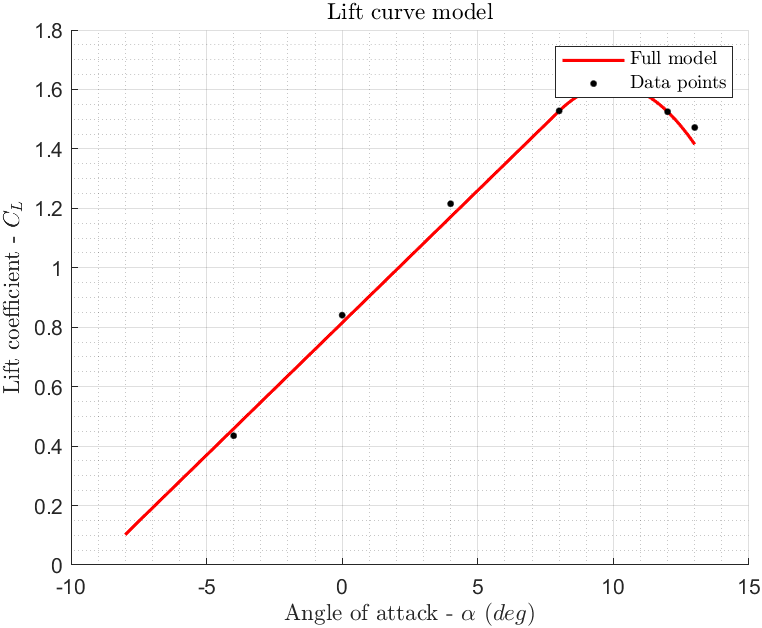 Lift curve model
1.8
Full model
Data points
1.6
1.4
1.2
1
0.8
0.6
0.4
0.2
0
Lift coefficient - C_L
-10 -5 0 5 10 15
Angle of attack - α (deg)